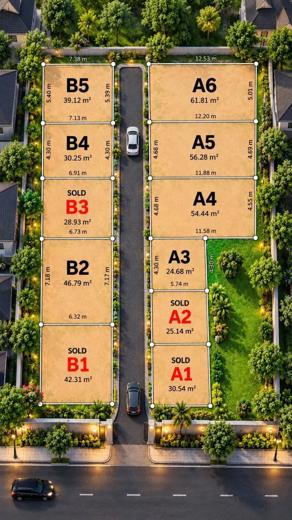 7.38 m
12.53 m
B5
39.12 m²
5.40 m
5.39 m
7.13 m
A6
61.81 m²
5.01 m
12.20 m
B4
30.25 m²
4.30 m
4.30 m
6.91 m
A5
56.28 m²
4.68 m
4.69 m
11.88 m
SOLD
B3
28.93 m²
6.73 m
A4
54.44 m²
4.68 m
4.55 m
11.58 m
B2
46.79 m²
7.18 m
7.17 m
6.32 m
A3
24.68 m²
4.30 m
5.74 m
SOLD
A2
25.14 m²
SOLD
B1
42.31 m²
SOLD
A1
30.54 m²